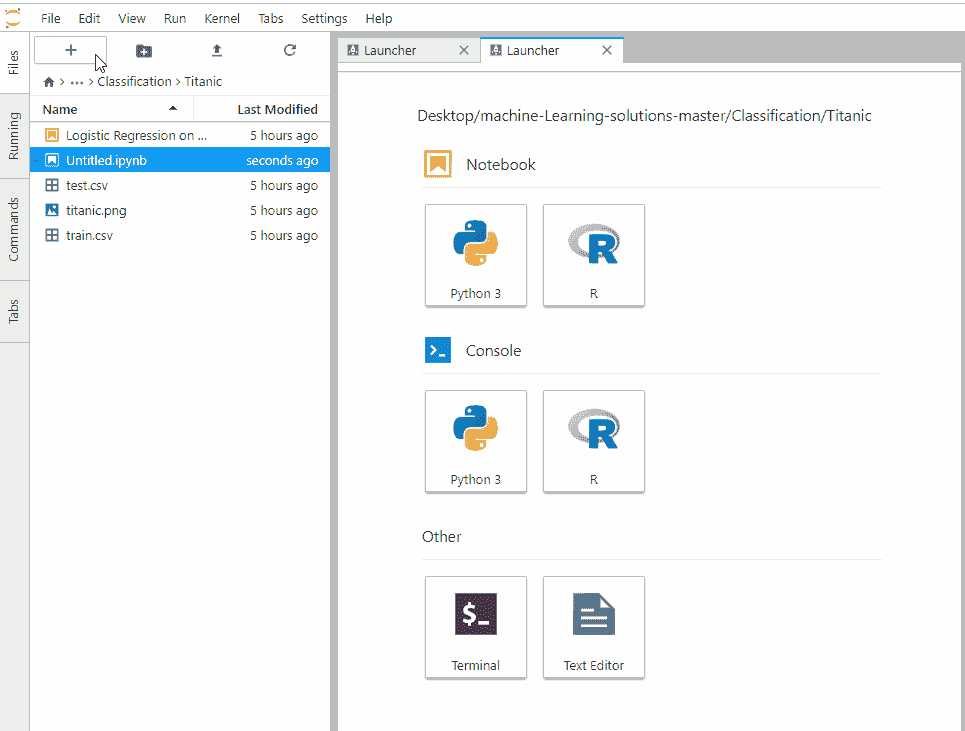 File Edit View Run Kernel Tabs Settings Help
Files
Running
Commands
Tabs
+
… > Classification > Titanic
Name Last Modified
Logistic Regression on ... 5 hours ago
Untitled.ipynb seconds ago
test.csv 5 hours ago
titanic.png 5 hours ago
train.csv 5 hours ago
Launcher × Launcher ×
Desktop/machine-Learning-solutions-master/Classification/Titanic
Notebook
R
Python 3 R
>_ Console
R
Python 3 R
Other
$_
Terminal Text Editor